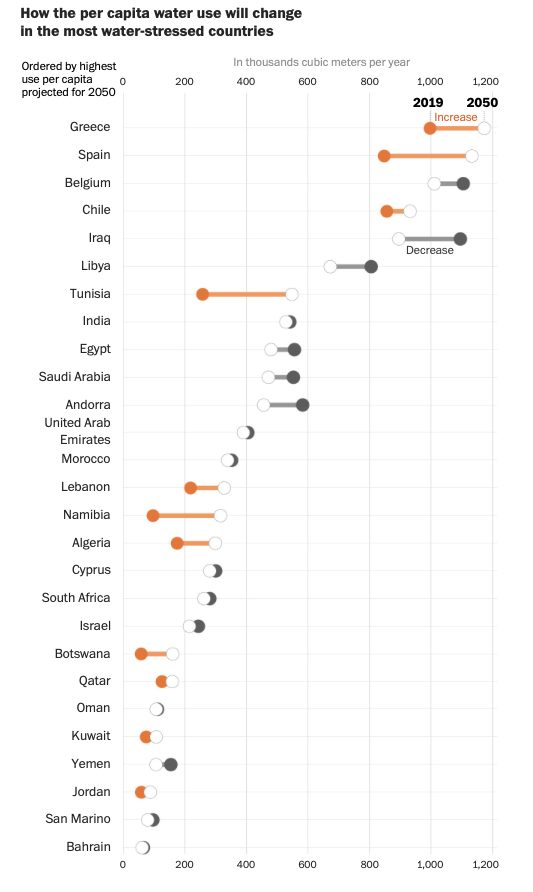 How the per capita water use will change
in the most water-stressed countries
Ordered by highest
use per capita
projected for 2050
In thousands cubic meters per year
0 200 400 600 800 1,000 1,200
2019 2050
Increase
Greece
Spain
Belgium
Chile
Iraq
Decrease
Libya
Tunisia
India
Egypt
Saudi Arabia
Andorra
United Arab
Emirates
Morocco
Lebanon
Namibia
Algeria
Cyprus
South Africa
Israel
Botswana
Qatar
Oman
Kuwait
Yemen
Jordan
San Marino
Bahrain
0 200 400 600 800 1,000 1,200